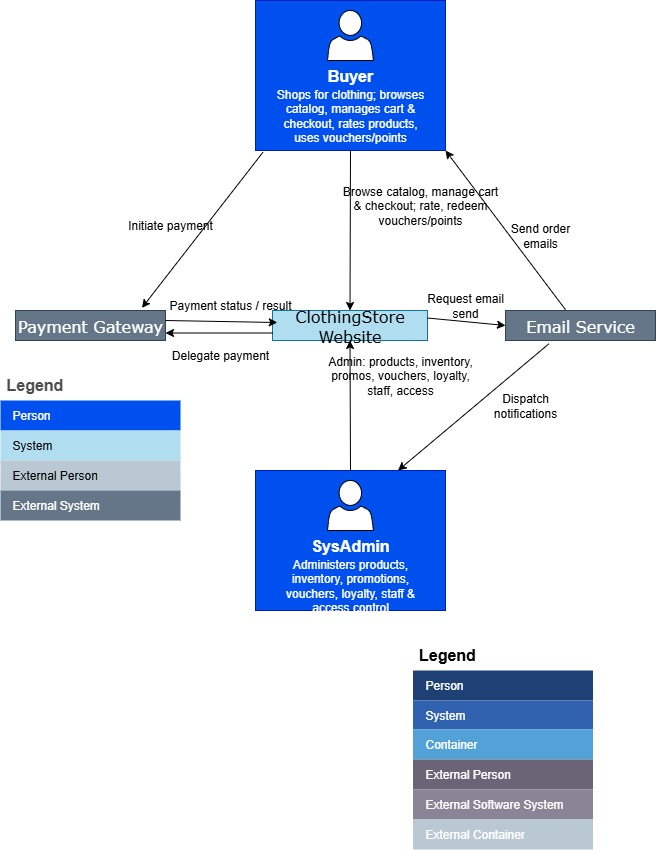 Buyer
Shops for clothing; browses
catalog, manages cart &
checkout, rates products,
uses vouchers/points
Browse catalog, manage cart
& checkout; rate, redeem
vouchers/points
Initiate payment
Send order
emails
Payment status / result
Request email
send
Payment Gateway
ClothingStore
Website
Email Service
Delegate payment
Admin: products, inventory,
promos, vouchers, loyalty,
staff, access
Dispatch
notifications
Legend
Person
System
External Person
External System
SysAdmin
Administers products,
inventory, promotions,
vouchers, loyalty, staff &
access control
Legend
Person
System
Container
External Person
External Software System
External Container